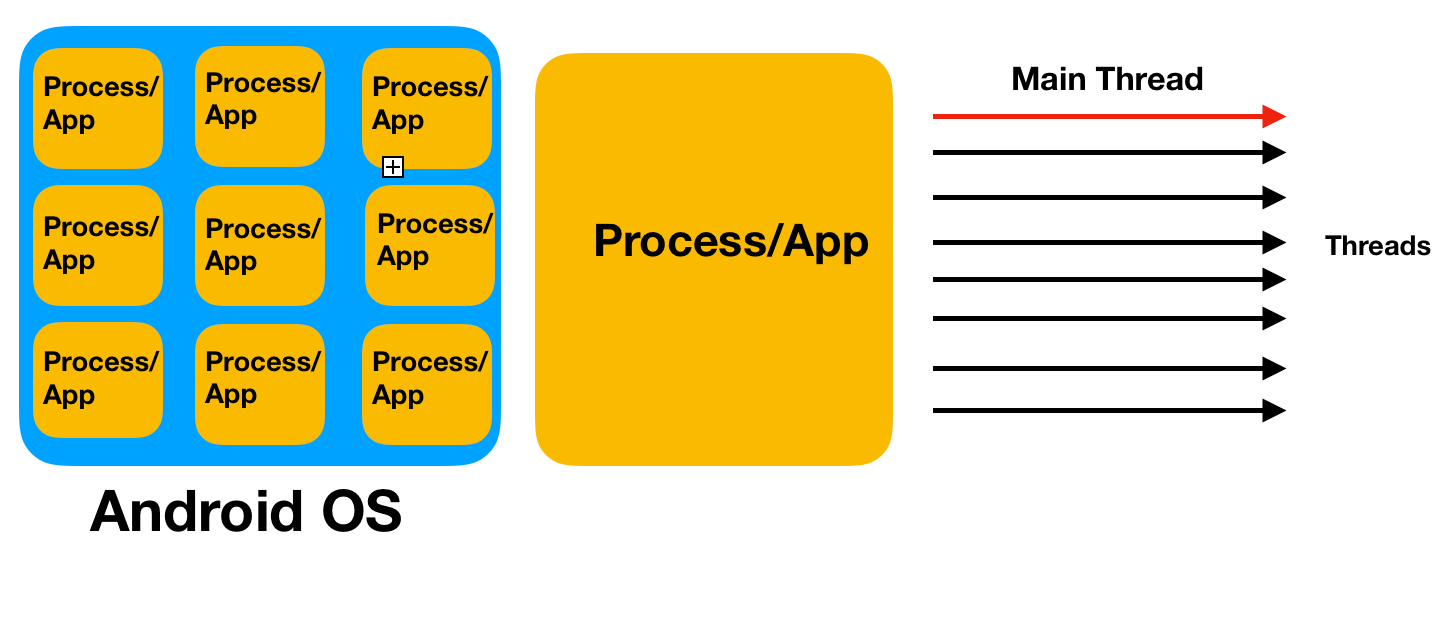 Process/
App
Process/
App
Process/
App
Process/
App
Process/
App
Process/
App
Process/
App
Process/
App
Process/
App
Android OS
Process/App
Main Thread
Threads